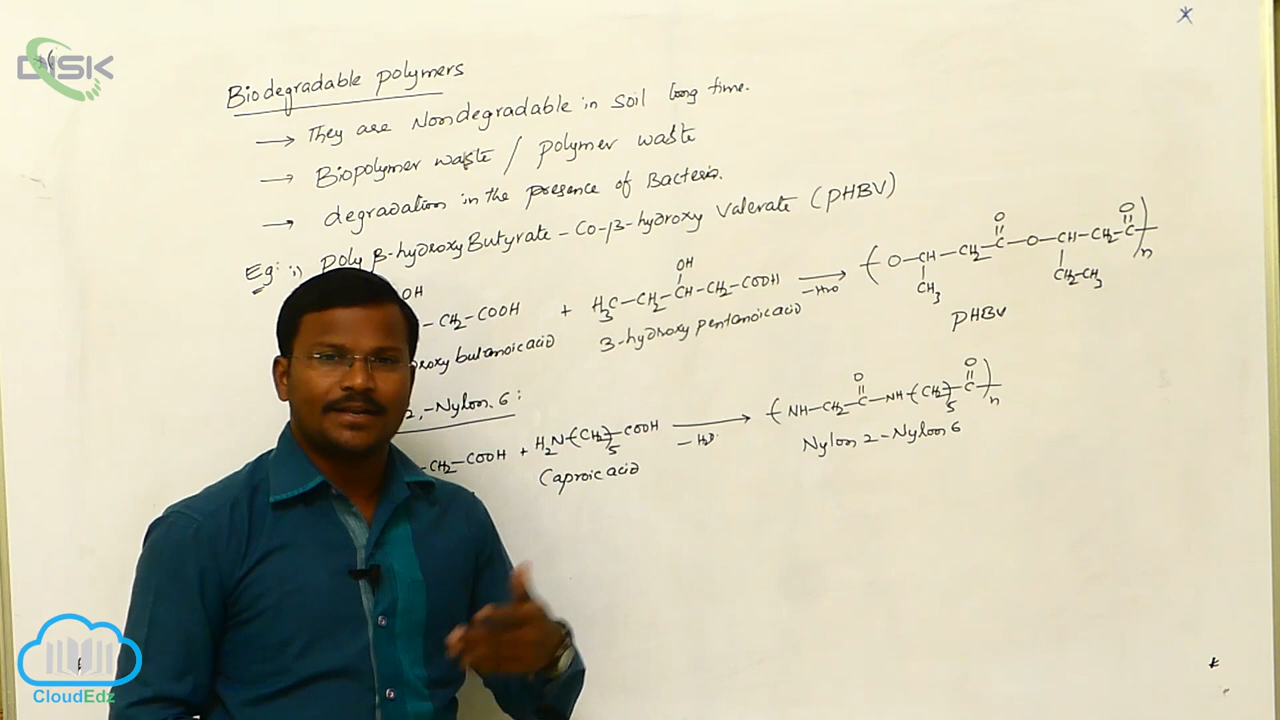 DISK
Biodegradable polymers
→ They are Nondegradable in soil long time.
→ Biopolymer waste / polymer waste
→ degradation in the presence of Bacteria.
Eg: i) Poly β-hydroxy Butyrate - Co-β-hydroxy Valerate (PHBV)
OH
-CH2-COOH + H3C-CH2-CH-CH2-COOH → (O-CH-CH2-C-O-CH-CH2-C)n
OH
-H2O
O O
CH3 CH2-CH3
roxy butanoic acid 3-hydroxy pentanoic acid PHBV
2,-Nylon 6:
-CH2-COOH + H2N-(CH2)5-COOH → (NH-CH2-C-NH-(CH2)5-C)n
-H2O
O O
Caproic acid Nylon 2-Nylon 6
CloudEdz